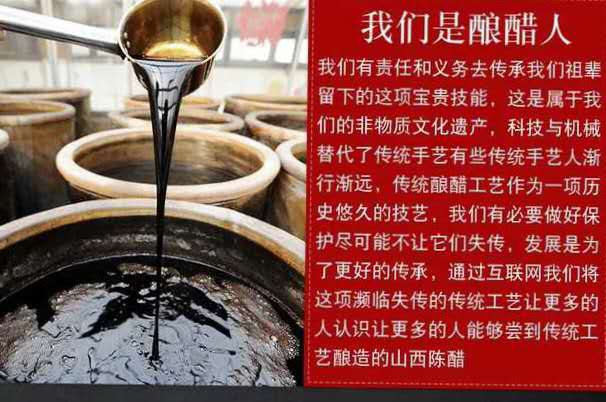 我们是酿醋人
我们有责任和义务去传承我们祖辈
留下的这项宝贵技能，这是属于我
们的非物质文化遗产，科技与机械
替代了传统手艺有些传统手艺人渐
行渐远，传统酿醋工艺作为一项历
史悠久的技艺，我们有必要做好保
护尽可能不让它们失传，发展是为
了更好的传承，通过互联网我们将
这项濒临失传的传统工艺让更多的
人认识让更多的人能够尝到传统工
艺酿造的山西陈醋